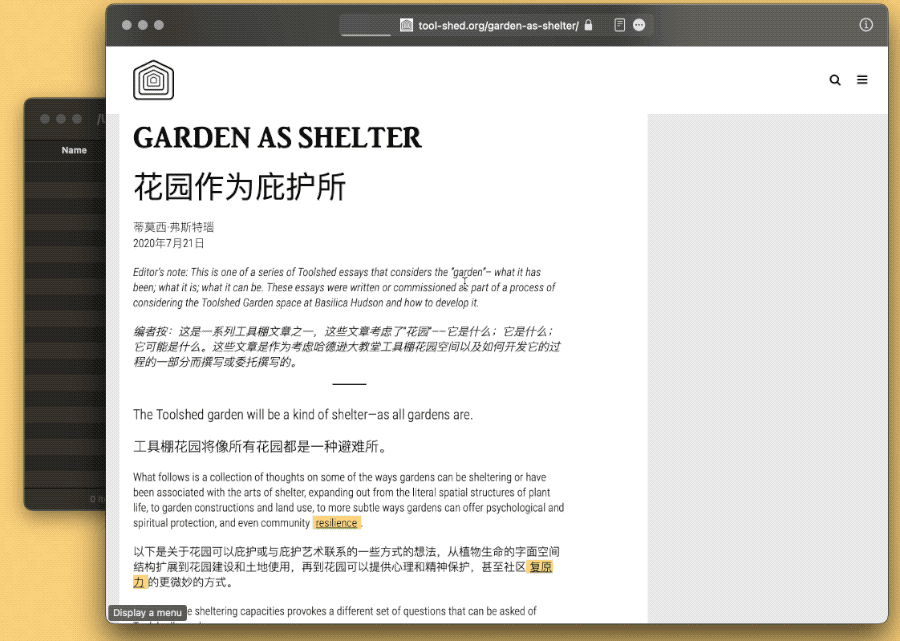 tool-shed.org/garden-as-shelter/
Name
GARDEN AS SHELTER
花园作为庇护所
蒂莫西·弗斯特瑙
2020年7月21日
Editor's note: This is one of a series of Toolshed essays that considers the "garden"— what it has
been; what it is; what it can be. These essays were written or commissioned as part of a process of
considering the Toolshed Garden space at Basilica Hudson and how to develop it.
编者按：这是一系列工具棚文章之一，这些文章考虑了"花园"——它是什么；它是什么；
它可能是什么。这些文章是作为考虑哈德逊大教堂工具棚花园空间以及如何开发它的过
程的一部分而撰写或委托撰写的。
The Toolshed garden will be a kind of shelter—as all gardens are.
工具棚花园将像所有花园都是一种避难所。
What follows is a collection of thoughts on some of the ways gardens can be sheltering or have
been associated with the arts of shelter, expanding out from the literal spatial structures of plant
life, to garden constructions and land use, to more subtle ways gardens can offer psychological and
spiritual protection, and even community resilience.
以下是关于花园可以庇护或与庇护艺术联系的一些方式的想法，从植物生命的字面空间
结构扩展到花园建设和土地使用，再到花园可以提供心理和精神保护，甚至社区复原
力的更微妙的方式。
Display a menu
sheltering capacities provokes a different set of questions that can be asked of